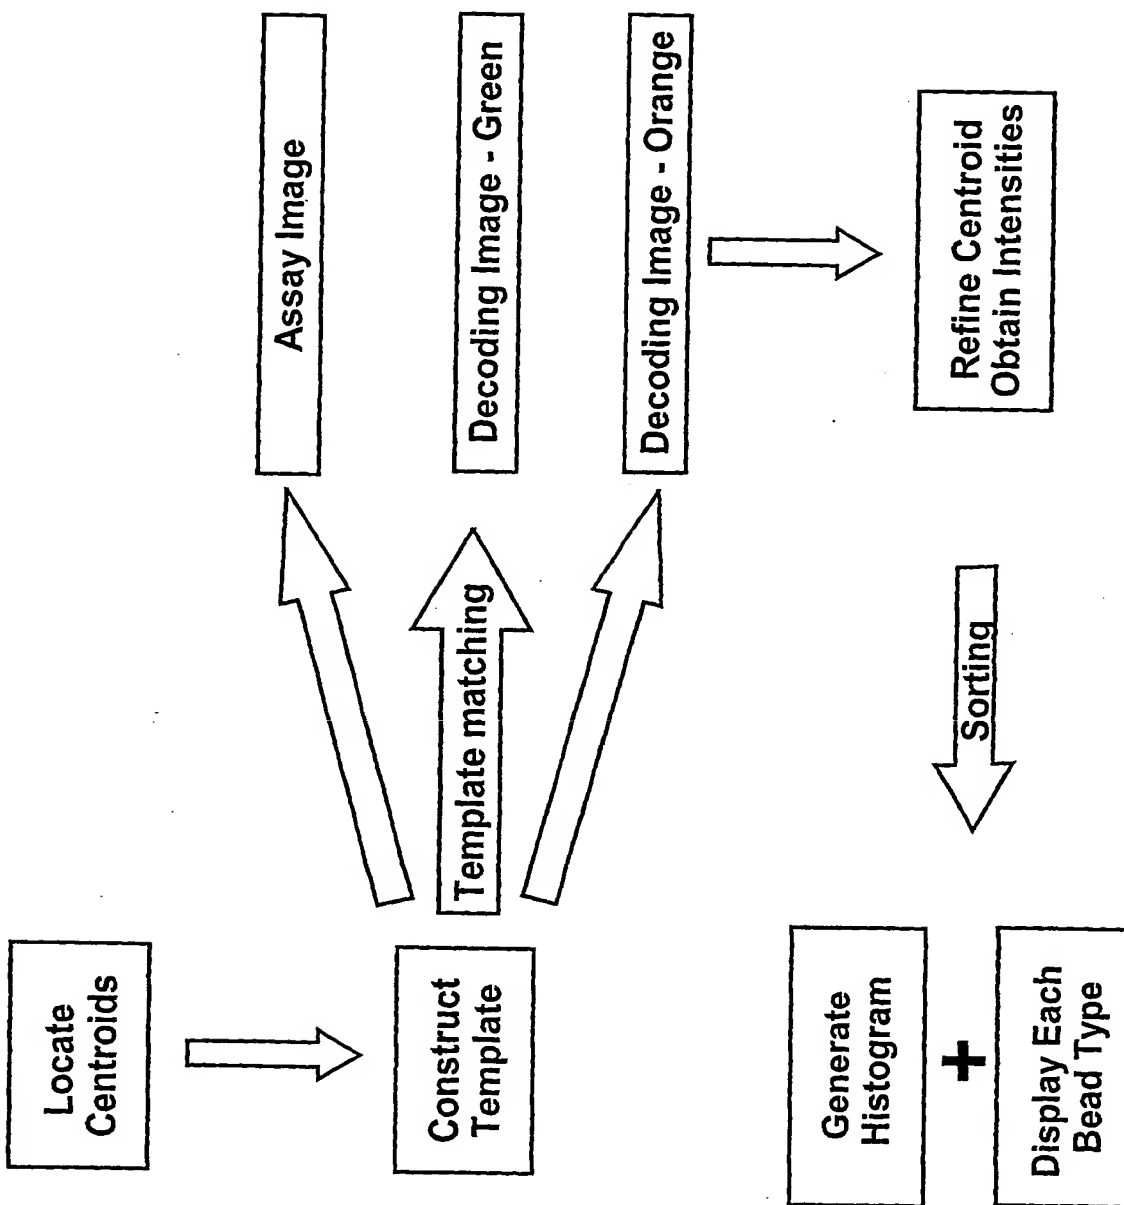 Locate
Centroids
Construct
Template
Template matching
Assay Image
Decoding Image - Green
Decoding Image - Orange
Refine Centroid
Obtain Intensities
Sorting
Generate
Histogram
+
Display Each
Bead Type